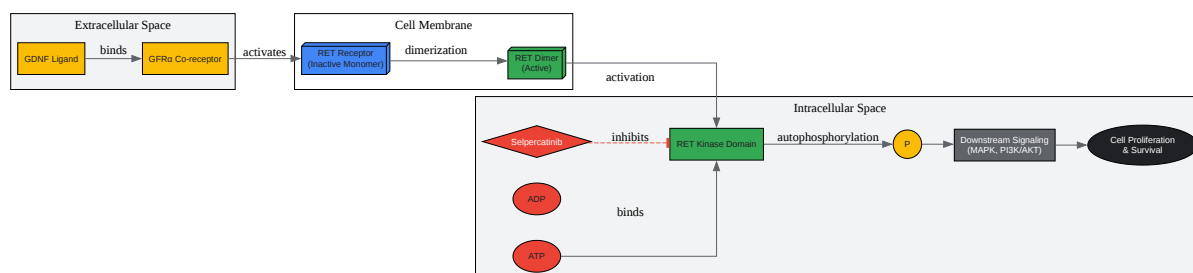 Extracellular Space
GDNF Ligand
binds
GFRα Co-receptor
activates
Cell Membrane
RET Receptor
(Inactive Monomer)
dimerization
RET Dimer
(Active)
activation
Intracellular Space
Selpercatinib
inhibits
RET Kinase Domain
autophosphorylation
P
Downstream Signaling
(MAPK, PI3K/AKT)
Cell Proliferation
& Survival
ADP
binds
ATP